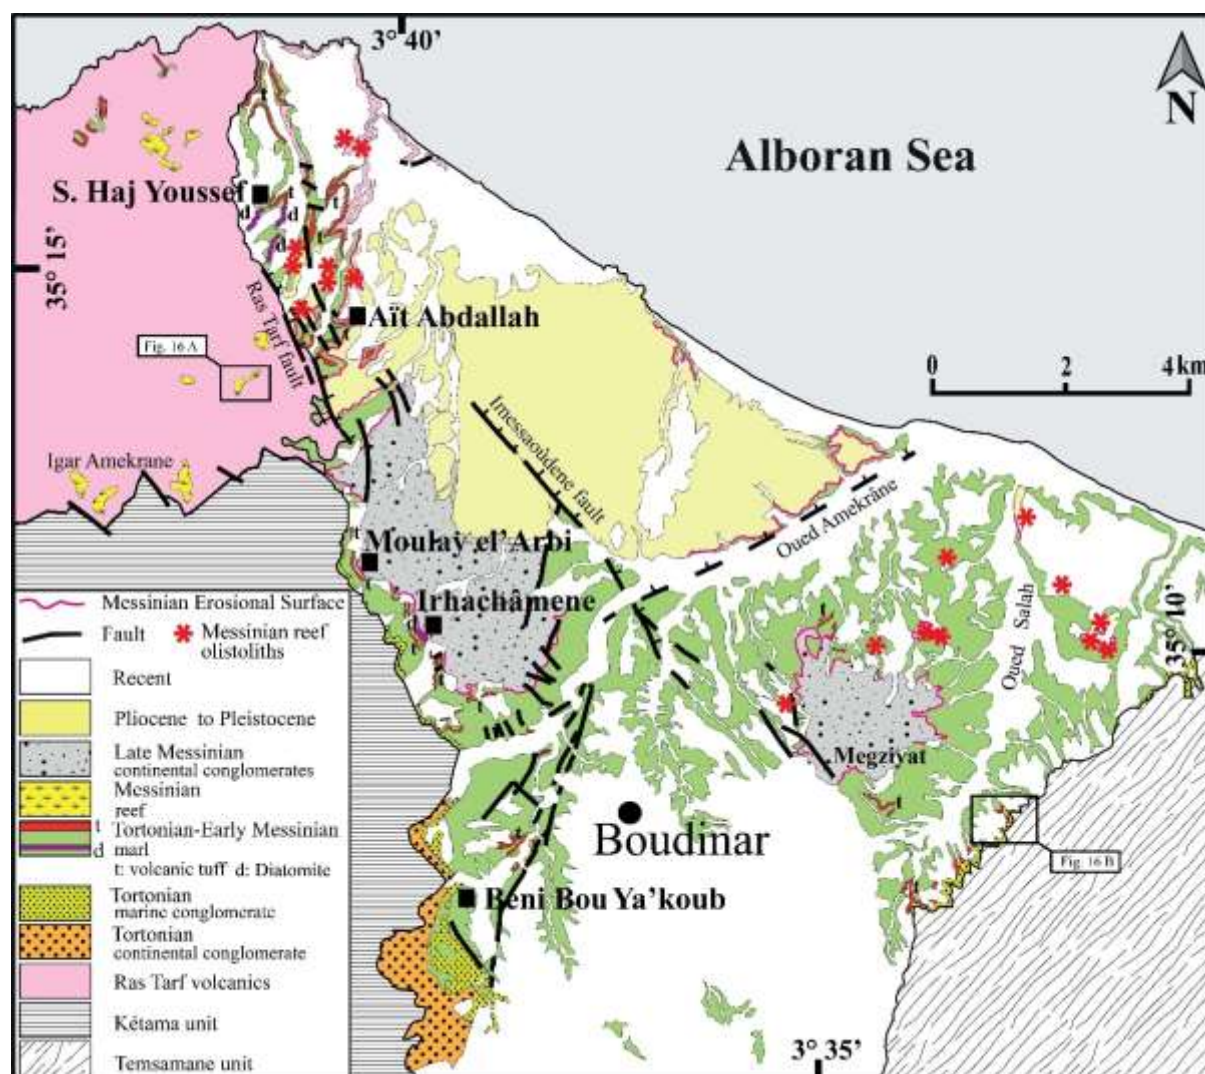 3° 40’
N
Alboran Sea
S. Haj Youssef
t
d
t
d
t
d
t
35° 15’
Ras Tarf fault
Aït Abdallah
Fig. 16 A
0 2 4 km
Imessaoûdene fault
Igar Amekrane
Oued Amekrâne
t
Moulay el’Arbi
Irhachâmene
Oued Salah
35° 10’
Megziyat
t
Boudinar
Fig. 16 B
Beni Bou Ya’koub
3° 35’
Messinian Erosional Surface
Fault
Messinian reef
olistoliths
Recent
Pliocene to Pleistocene
Late Messinian
continental conglomerates
Messinian
reef
t Tortonian-Early Messinian
d marl
t: volcanic tuff d: Diatomite
Tortonian
marine conglomerate
Tortonian
continental conglomerate
Ras Tarf volcanics
Kétama unit
Temsamane unit